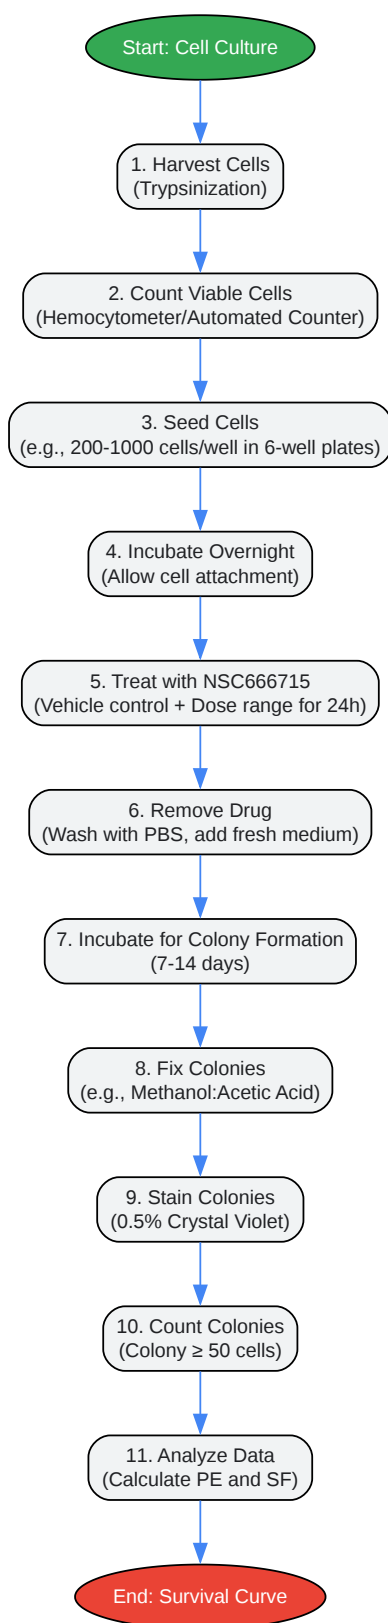 Start: Cell Culture
1. Harvest Cells
(Trypsinization)
2. Count Viable Cells
(Hemocytometer/Automated Counter)
3. Seed Cells
(e.g., 200-1000 cells/well in 6-well plates)
4. Incubate Overnight
(Allow cell attachment)
5. Treat with NSC666715
(Vehicle control + Dose range for 24h)
6. Remove Drug
(Wash with PBS, add fresh medium)
7. Incubate for Colony Formation
(7-14 days)
8. Fix Colonies
(e.g., Methanol:Acetic Acid)
9. Stain Colonies
(0.5% Crystal Violet)
10. Count Colonies
(Colony ≥ 50 cells)
11. Analyze Data
(Calculate PE and SF)
End: Survival Curve